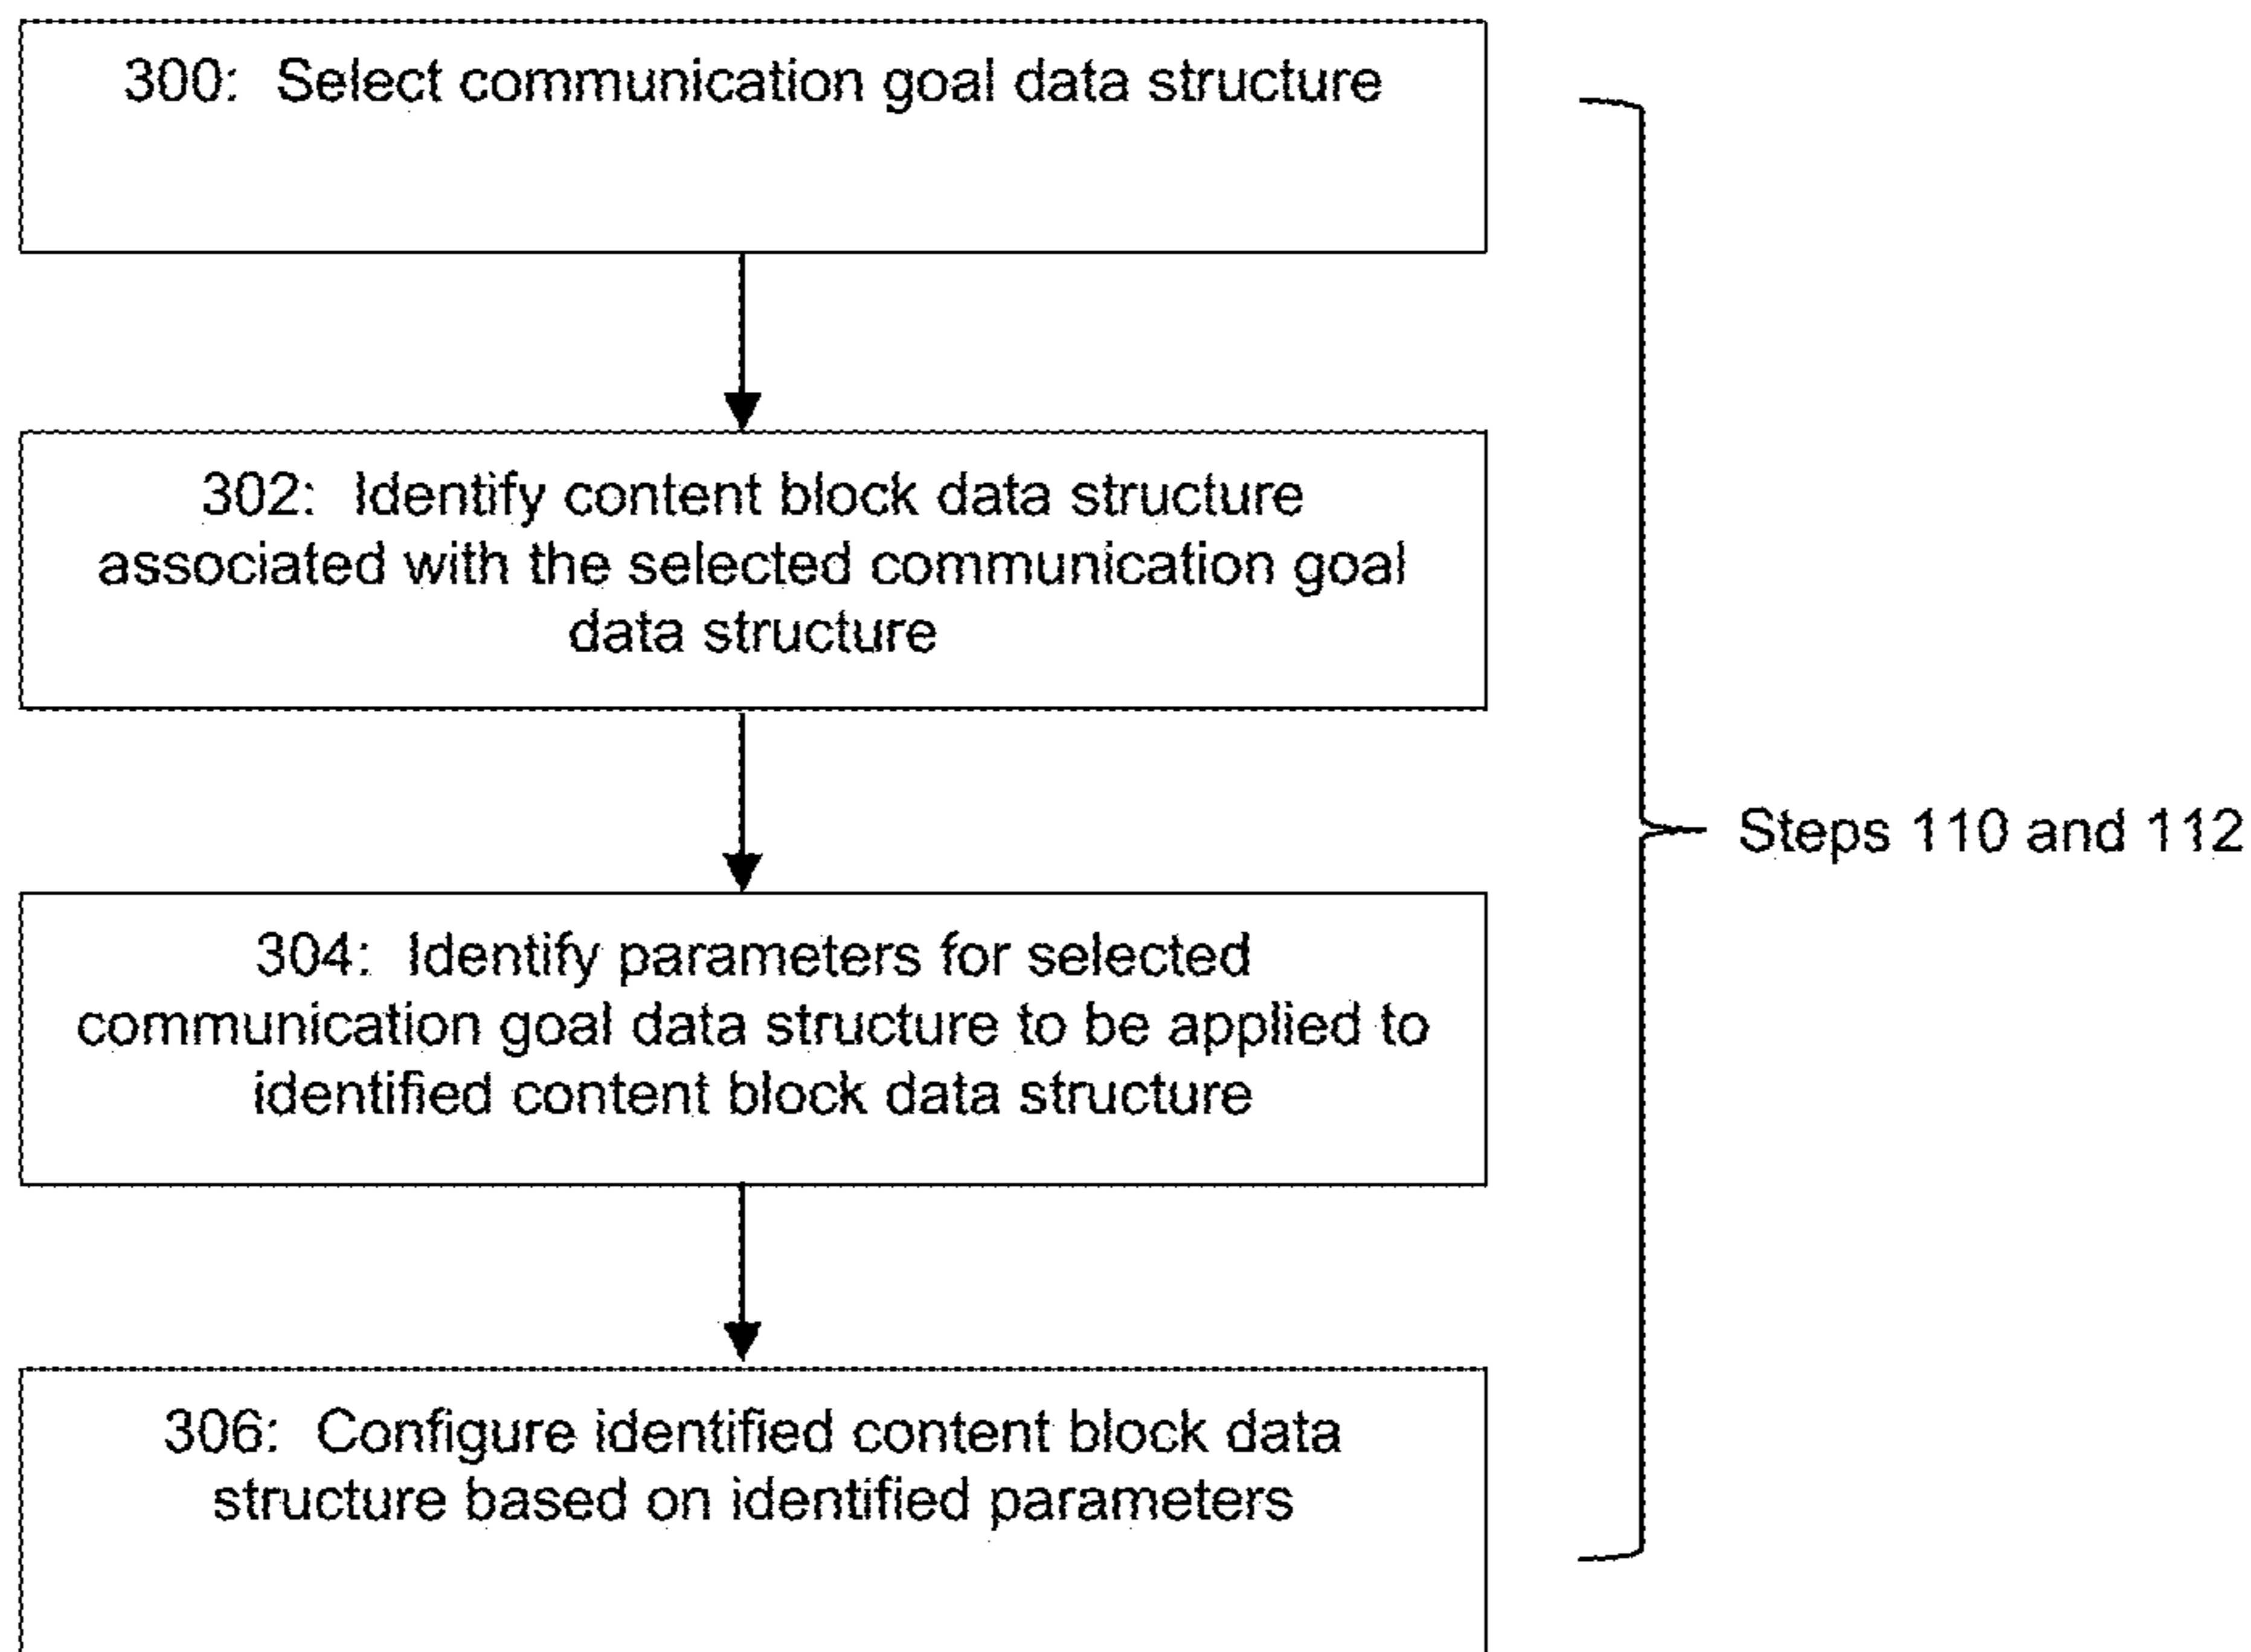 300: Select communication goal data structure
302: Identify content block data structure
associated with the selected communication goal
data structure
304: Identify parameters for selected
communication goal data structure to be applied to
identified content block data structure
306: Configure identified content block data
structure based on identified parameters
Steps 110 and 112